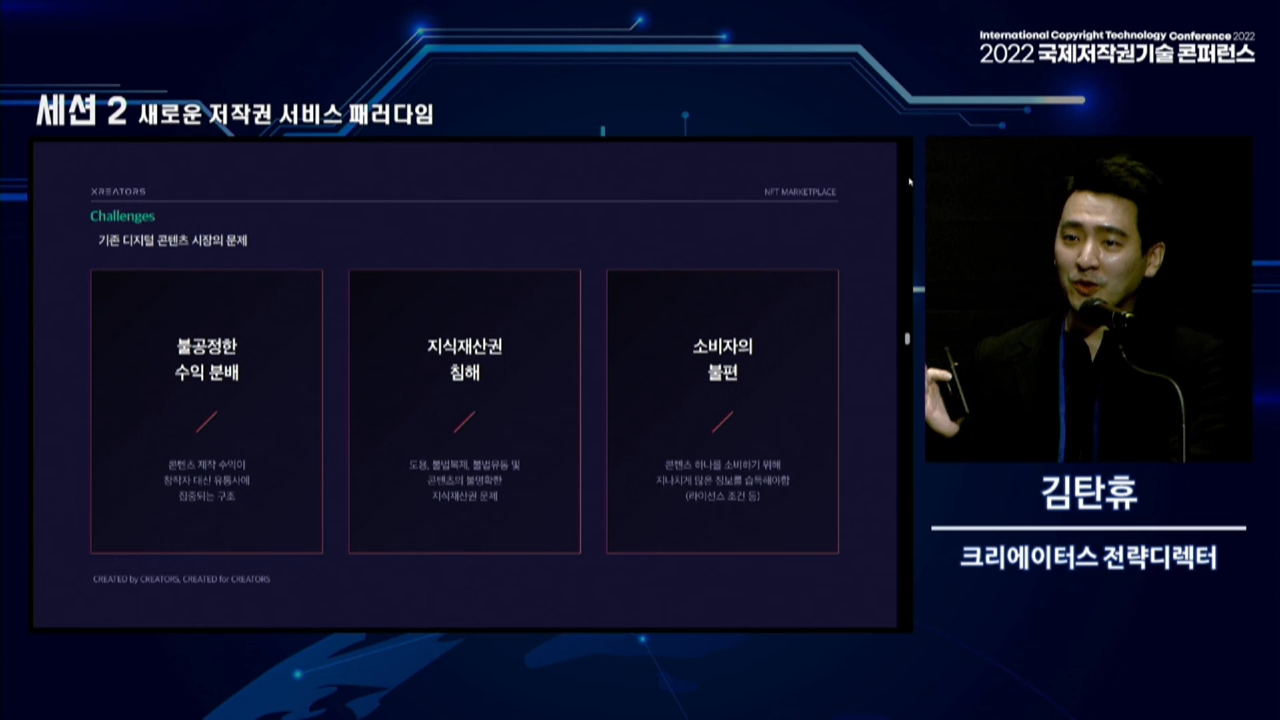 International Copyright Technology Conference 2022
2022 국제저작권기술 콘퍼런스
세션 2 새로운 저작권 서비스 패러다임
XREATORS
NFT MARKETPLACE
Challenges
기존 디지털 콘텐츠 시장의 문제
불공정한
수익 분배
콘텐츠 제작 수익이
창작자 대신 유통사에
집중되는 구조
지식재산권
침해
도용, 불법복제, 불법유통 및
콘텐츠의 불명확한
지식재산권 문제
소비자의
불편
콘텐츠 하나를 소비하기 위해
지나치게 많은 정보를 습득해야함
(라이선스 조건 등)
CREATED by CREATORS, CREATED for CREATORS
김탄휴
크리에이터스 전략디렉터